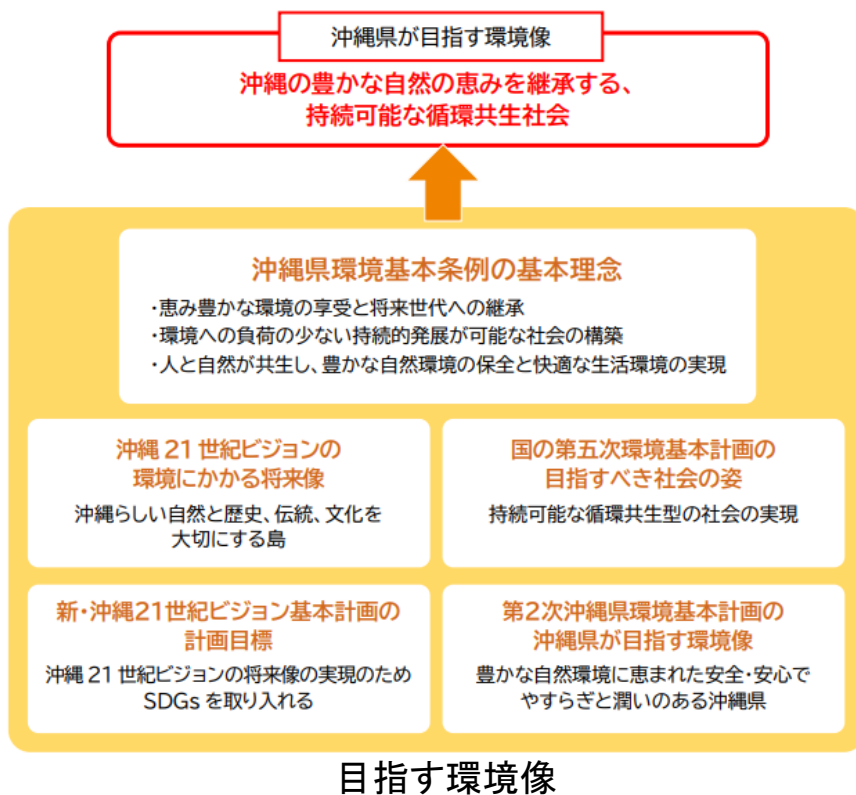 沖縄県が目指す環境像
沖縄の豊かな自然の恵みを継承する、
持続可能な循環共生社会
沖縄県環境基本条例の基本理念
・恵み豊かな環境の享受と将来世代への継承
・環境への負荷の少ない持続的発展が可能な社会の構築
・人と自然が共生し、豊かな自然環境の保全と快適な生活環境の実現
沖縄 21 世紀ビジョンの
環境にかかる将来像
沖縄らしい自然と歴史、伝統、文化を
大切にする島
国の第五次環境基本計画の
目指すべき社会の姿
持続可能な循環共生型の社会の実現
新・沖縄21世紀ビジョン基本計画の
計画目標
沖縄 21 世紀ビジョンの将来像の実現のため
SDGs を取り入れる
第2次沖縄県環境基本計画の
沖縄県が目指す環境像
豊かな自然環境に恵まれた安全・安心で
やすらぎと潤いのある沖縄県
目指す環境像